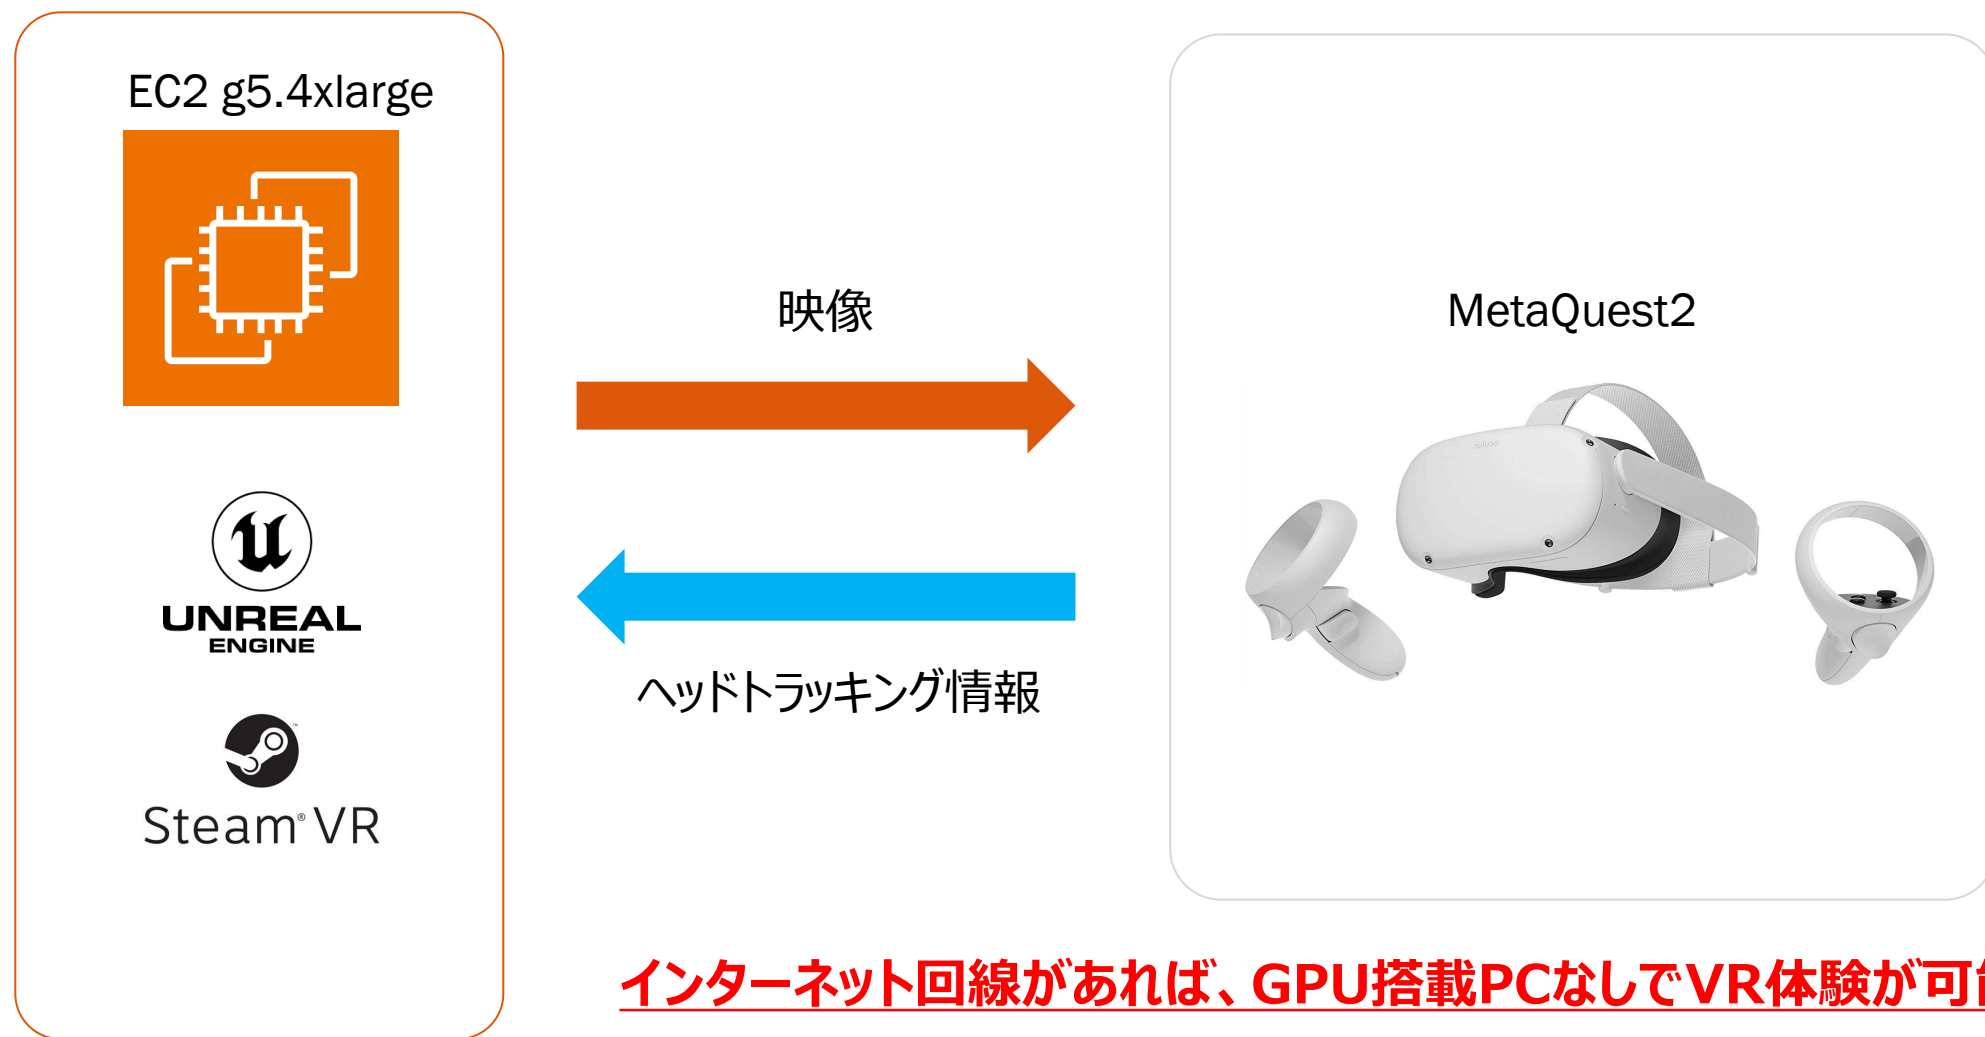 EC2 g5.4xlarge
映像
MetaQuest2
UNREAL
ENGINE
ヘッドトラッキング情報
Steam®VR
インターネット回線があれば、GPU搭載PCなしでVR体験が可